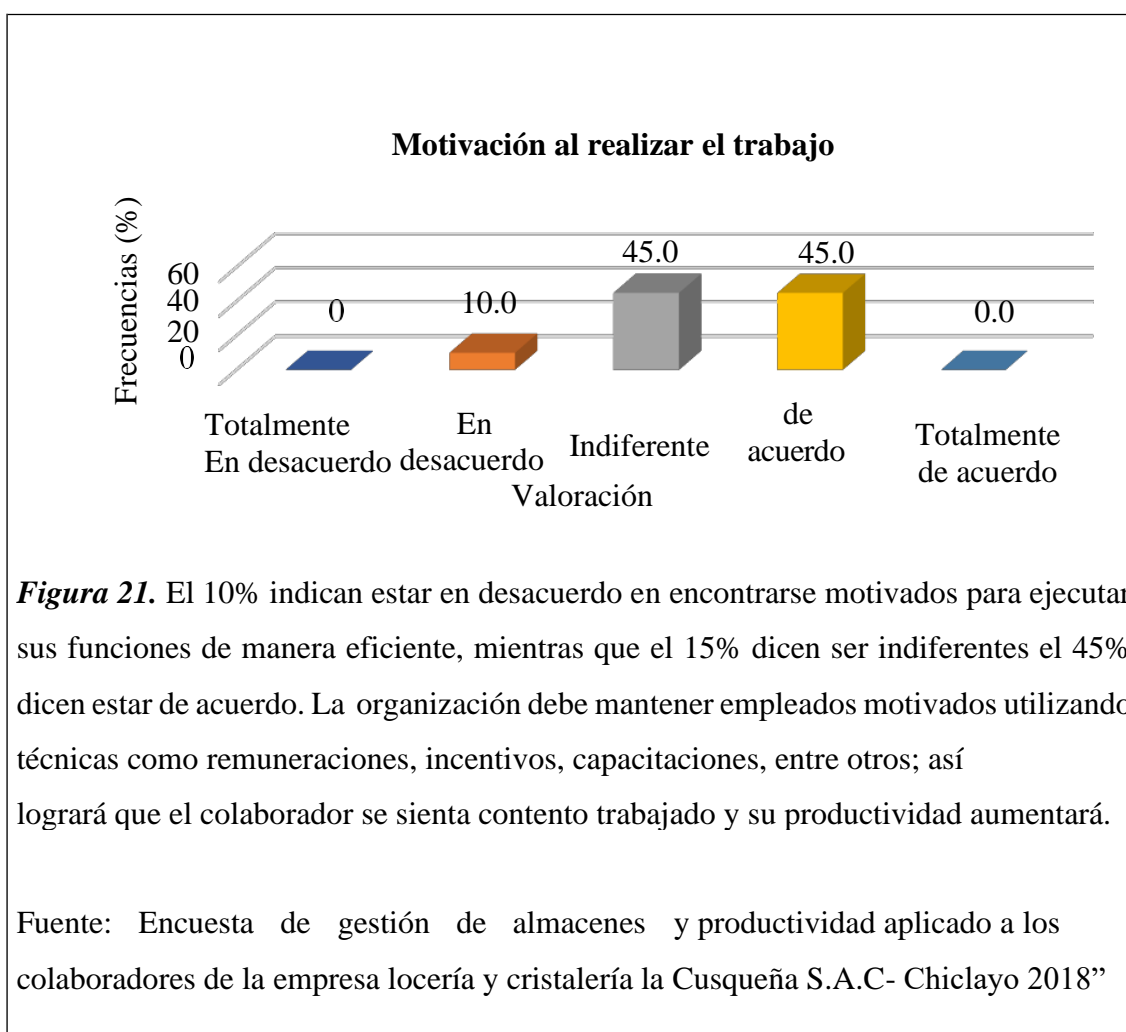 Motivación al realizar el trabajo
Frecuencias (%)
60
40
20
0
0
10.0
45.0
45.0
0.0
Totalmente
En desacuerdo
En
desacuerdo
Indiferente
de
acuerdo
Totalmente
de acuerdo
Valoración
Figura 21. El 10% indican estar en desacuerdo en encontrarse motivados para ejecutar
sus funciones de manera eficiente, mientras que el 15% dicen ser indiferentes el 45%
dicen estar de acuerdo. La organización debe mantener empleados motivados utilizando
técnicas como remuneraciones, incentivos, capacitaciones, entre otros; así
logrará que el colaborador se sienta contento trabajado y su productividad aumentará.
Fuente: Encuesta de gestión de almacenes y productividad aplicado a los
colaboradores de la empresa locería y cristalería la Cusqueña S.A.C- Chiclayo 2018”